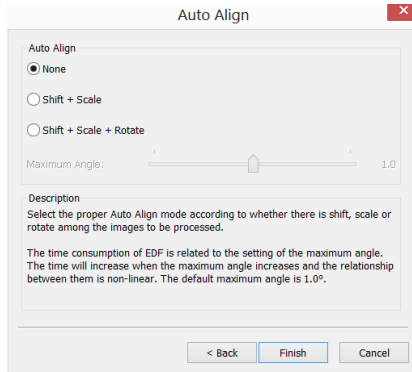 Auto Align
Auto Align
None
Shift + Scale
Shift + Scale + Rotate
Maximum Angle: 1.0
Description
Select the proper Auto Align mode according to whether there is shift, scale or
rotate among the images to be processed.
The time consumption of EDF is related to the setting of the maximum angle.
The time will increase when the maximum angle increases and the relationship
between them is non-linear. The default maximum angle is 1.0°.
< Back Finish Cancel